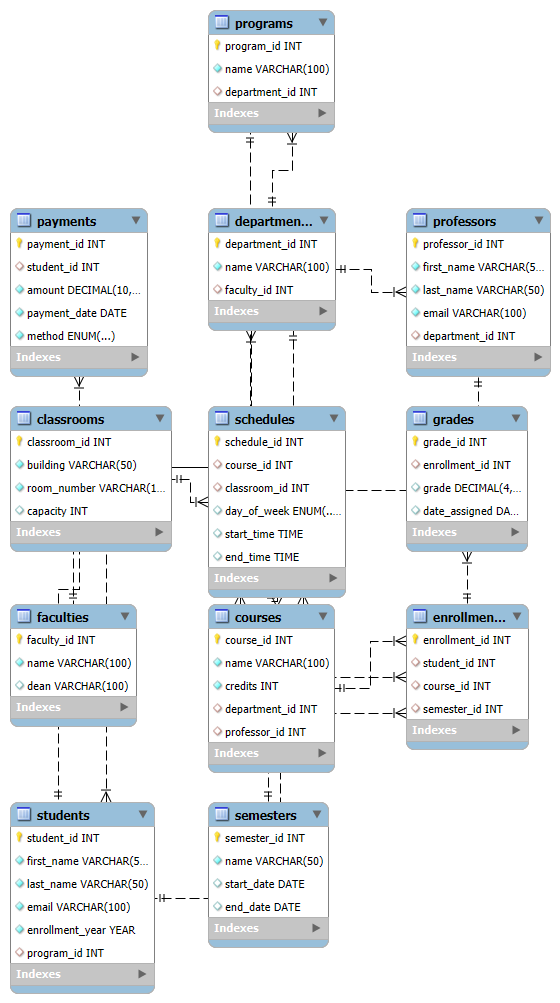 programs
program_id INT
name VARCHAR(100)
department_id INT
Indexes
payments
payment_id INT
student_id INT
amount DECIMAL(10,...
payment_date DATE
method ENUM(...)
Indexes
departmen...
department_id INT
name VARCHAR(100)
faculty_id INT
Indexes
professors
professor_id INT
first_name VARCHAR(5...
last_name VARCHAR(50)
email VARCHAR(100)
department_id INT
Indexes
classrooms
classroom_id INT
building VARCHAR(50)
room_number VARCHAR(1...
capacity INT
Indexes
schedules
schedule_id INT
course_id INT
classroom_id INT
day_of_week ENUM(...
start_time TIME
end_time TIME
Indexes
grades
grade_id INT
enrollment_id INT
grade DECIMAL(4,...
date_assigned DA...
Indexes
faculties
faculty_id INT
name VARCHAR(100)
dean VARCHAR(100)
Indexes
courses
course_id INT
name VARCHAR(100)
credits INT
department_id INT
professor_id INT
Indexes
enrollmen...
enrollment_id INT
student_id INT
course_id INT
semester_id INT
Indexes
students
student_id INT
first_name VARCHAR(5...
last_name VARCHAR(50)
email VARCHAR(100)
enrollment_year YEAR
program_id INT
Indexes
semesters
semester_id INT
name VARCHAR(50)
start_date DATE
end_date DATE
Indexes